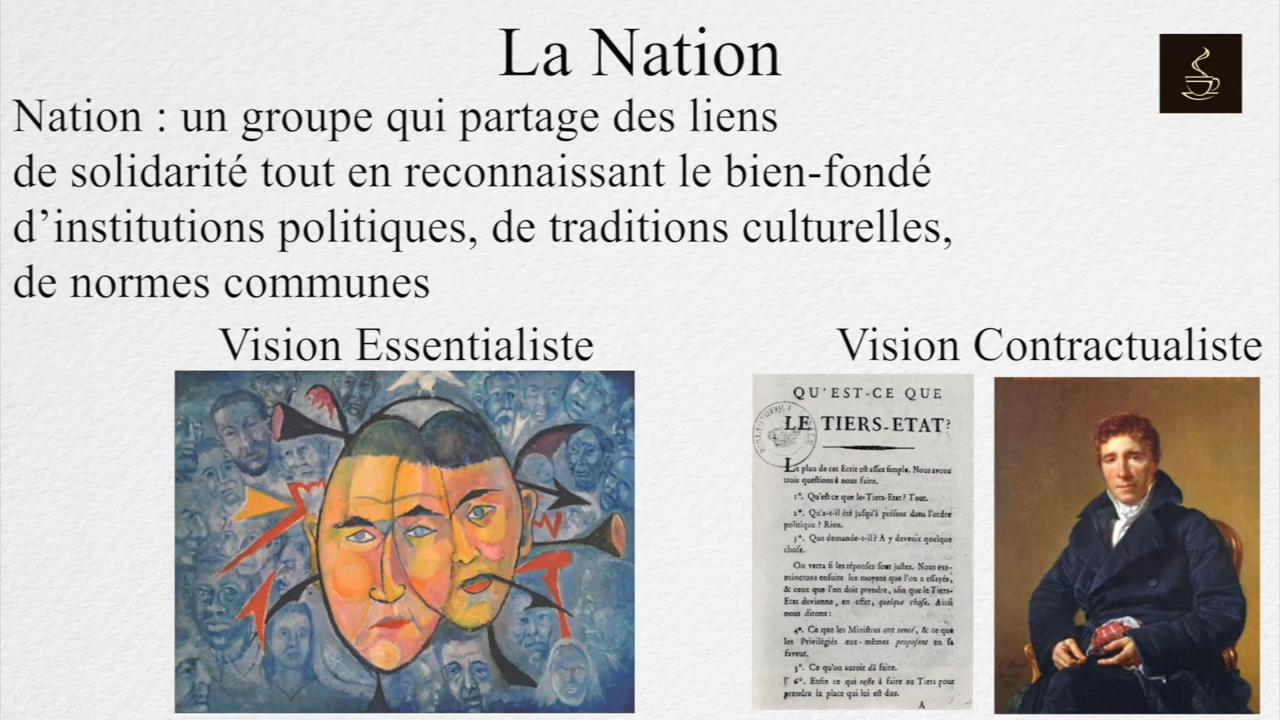 La Nation
Nation : un groupe qui partage des liens
de solidarité tout en reconnaissant le bien-fondé
d’institutions politiques, de traditions culturelles,
de normes communes
Vision Essentialiste
Vision Contractualiste
QU'EST-CE QUE
LE TIERS-ETAT?
Le plan de cet Ecrit est assez simple. Nous avons
trois questions à nous faire.
1°. Qu'est ce que le Tiers-Etat? Tout.
2°. Qu'a-t-il été jusqu'à présent dans l'ordre
politique ? Rien.
3°. Que demande-t-il? A y devenir quelque
chose.
On verra si les réponses sont justes. Nous exa-
minerons ensuite les moyens que l'on a essayés,
& ceux que l'on doit prendre, afin que le Tiers-
Etat devienne, en effet, quelque chose. Ainsi
nous dirons :
4°. Ce que les Ministres ont tenté, & ce que
les Privilégiés eux-mêmes proposent en sa
faveur.
5°. Ce qu'on auroit dû faire.
6°. Enfin ce qui reste à faire au Tiers pour
prendre la place qui lui est due.
A